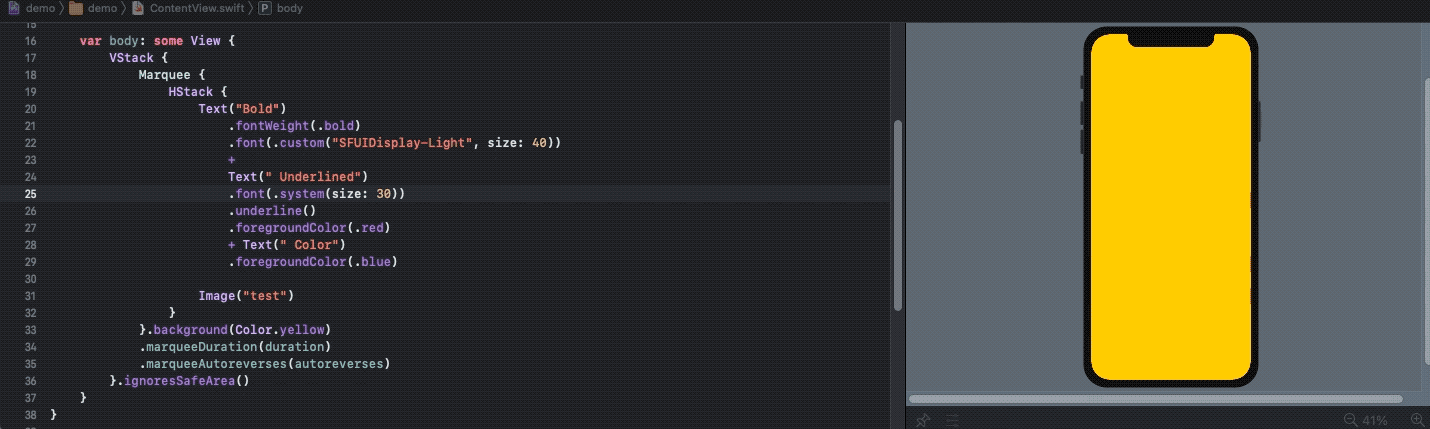 demo 〉 demo 〉 ContentView.swift 〉 P body
15
16 var body: some View {
17 VStack {
18 Marquee {
19 HStack {
20 Text("Bold")
21 .fontWeight(.bold)
22 .font(.custom("SFUIDisplay-Light", size: 40))
23 +
24 Text(" Underlined")
25 .font(.system(size: 30))
26 .underline()
27 .foregroundColor(.red)
28 + Text(" Color")
29 .foregroundColor(.blue)
30
31 Image("test")
32 }
33 }.background(Color.yellow)
34 .marqueeDuration(duration)
35 .marqueeAutoreverses(autoreverses)
36 }.ignoresSafeArea()
37 }
38 }
41%